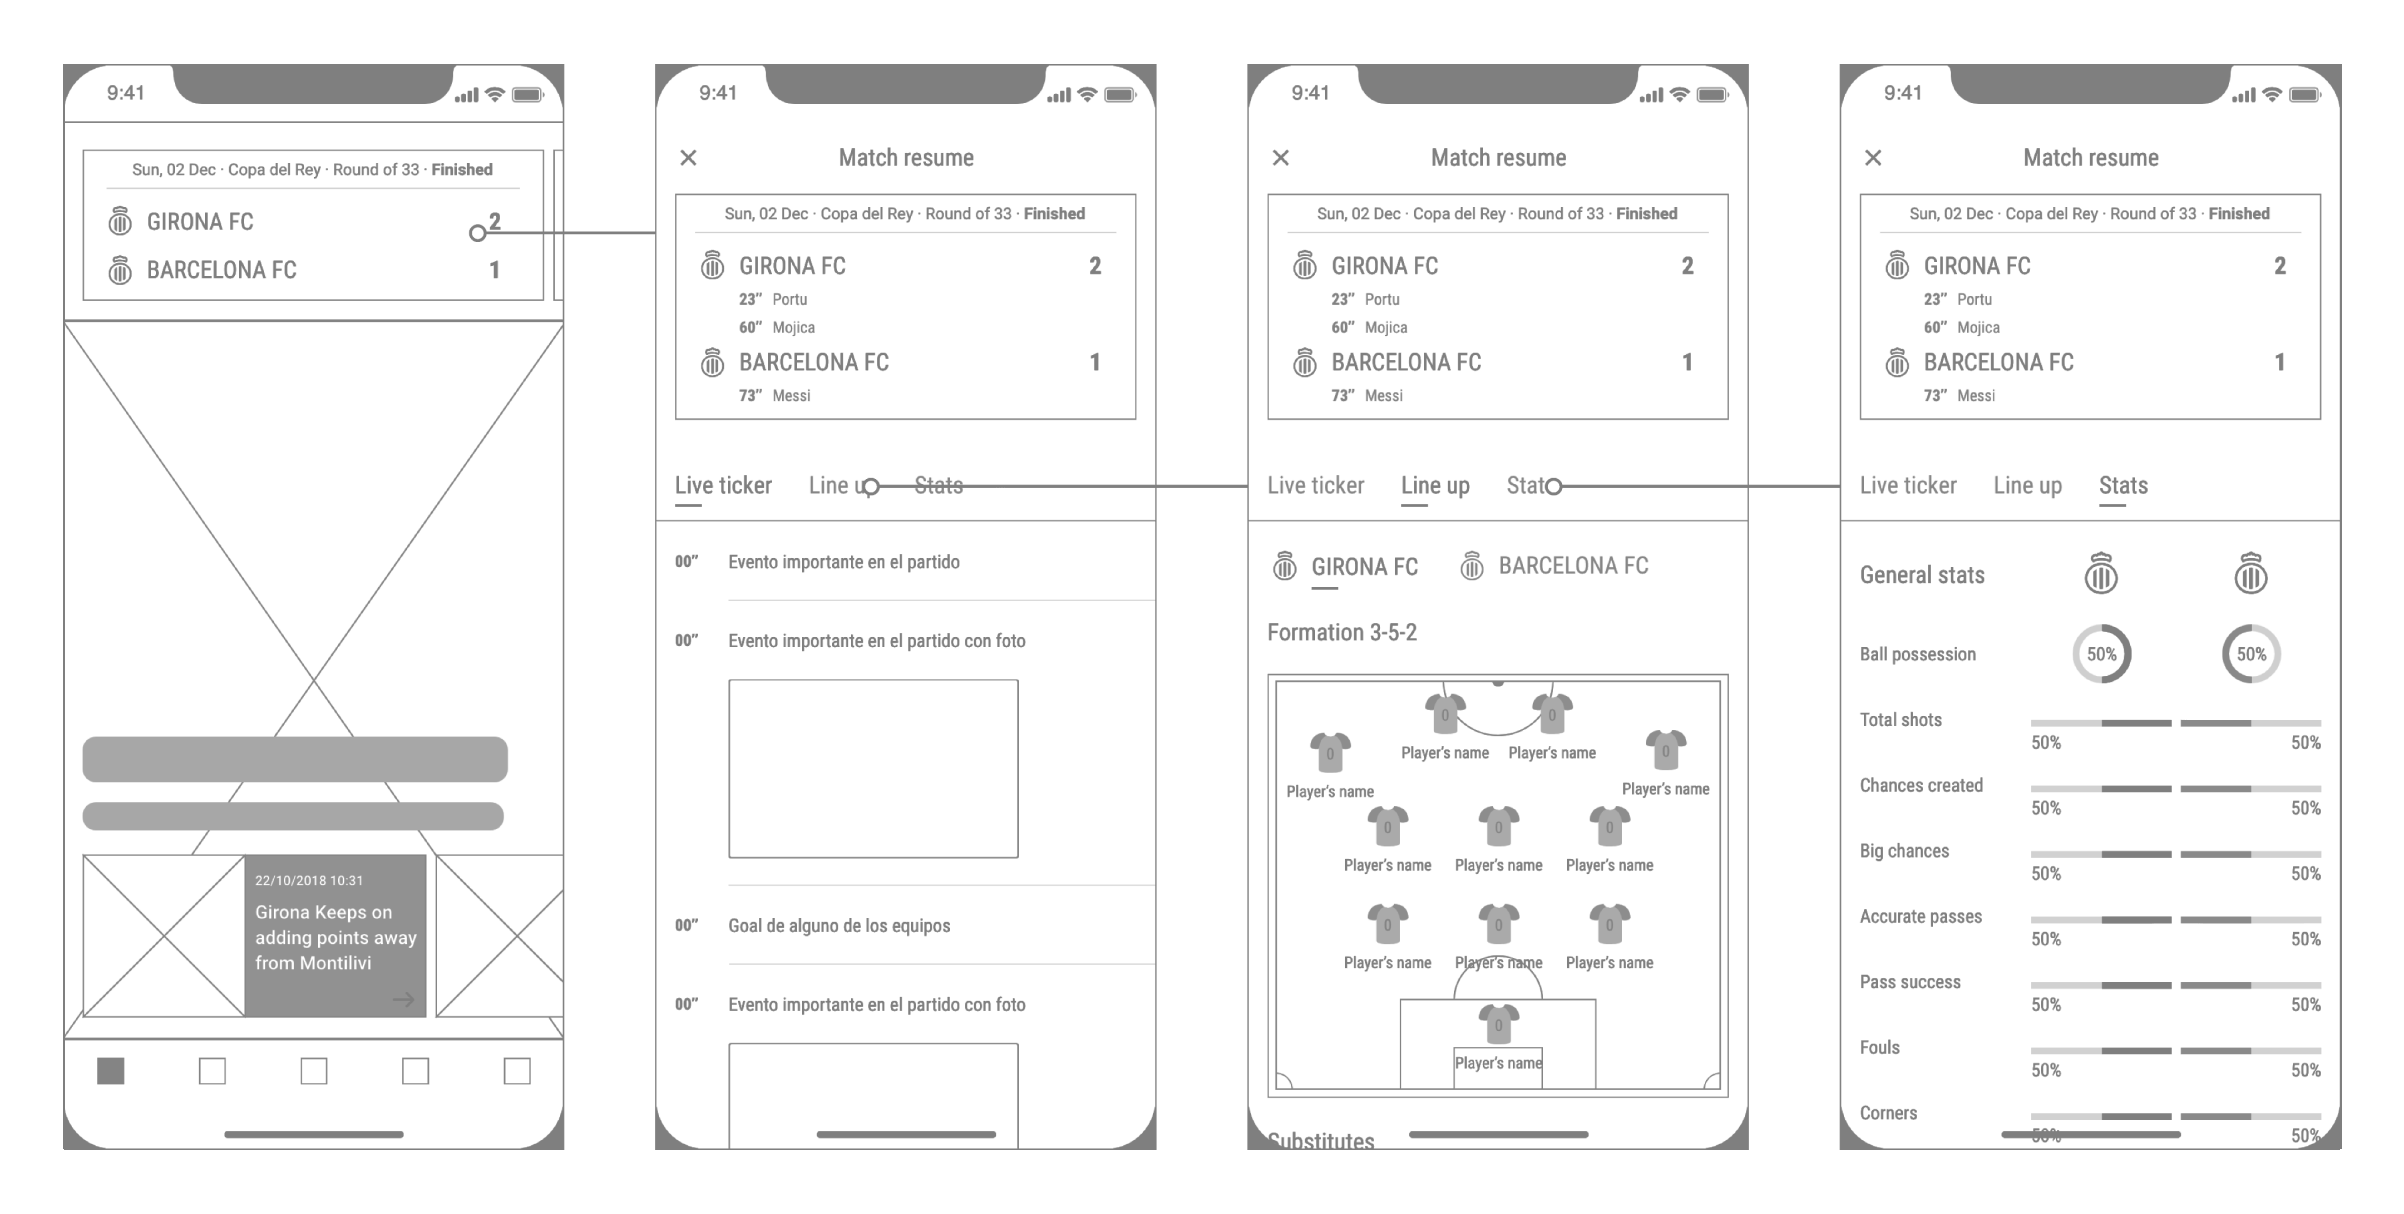 9:41
Sun, 02 Dec · Copa del Rey · Round of 33 · Finished
GIRONA FC 2
BARCELONA FC 1
22/10/2018 10:31
Girona Keeps on
adding points away
from Montilivi
9:41
Match resume
Sun, 02 Dec · Copa del Rey · Round of 33 · Finished
GIRONA FC 2
23” Portu
60” Mojica
BARCELONA FC 1
73” Messi
Live ticker Line up Stats
00” Evento importante en el partido
00” Evento importante en el partido con foto
00” Goal de alguno de los equipos
00” Evento importante en el partido con foto
9:41
Match resume
Sun, 02 Dec · Copa del Rey · Round of 33 · Finished
GIRONA FC 2
23” Portu
60” Mojica
BARCELONA FC 1
73” Messi
Live ticker Line up Stats
GIRONA FC BARCELONA FC
Formation 3-5-2
0 0
Player’s name Player’s name
0 0
Player’s name Player’s name
0 0 0
Player’s name Player’s name Player’s name
0 0 0
Player’s name Player’s name Player’s name
0
Player’s name
Substitutes
9:41
Match resume
Sun, 02 Dec · Copa del Rey · Round of 33 · Finished
GIRONA FC 2
23” Portu
60” Mojica
BARCELONA FC 1
73” Messi
Live ticker Line up Stats
General stats
Ball possession 50% 50%
Total shots
50% 50%
Chances created
50% 50%
Big chances
50% 50%
Accurate passes
50% 50%
Pass success
50% 50%
Fouls
50% 50%
Corners
50% 50%